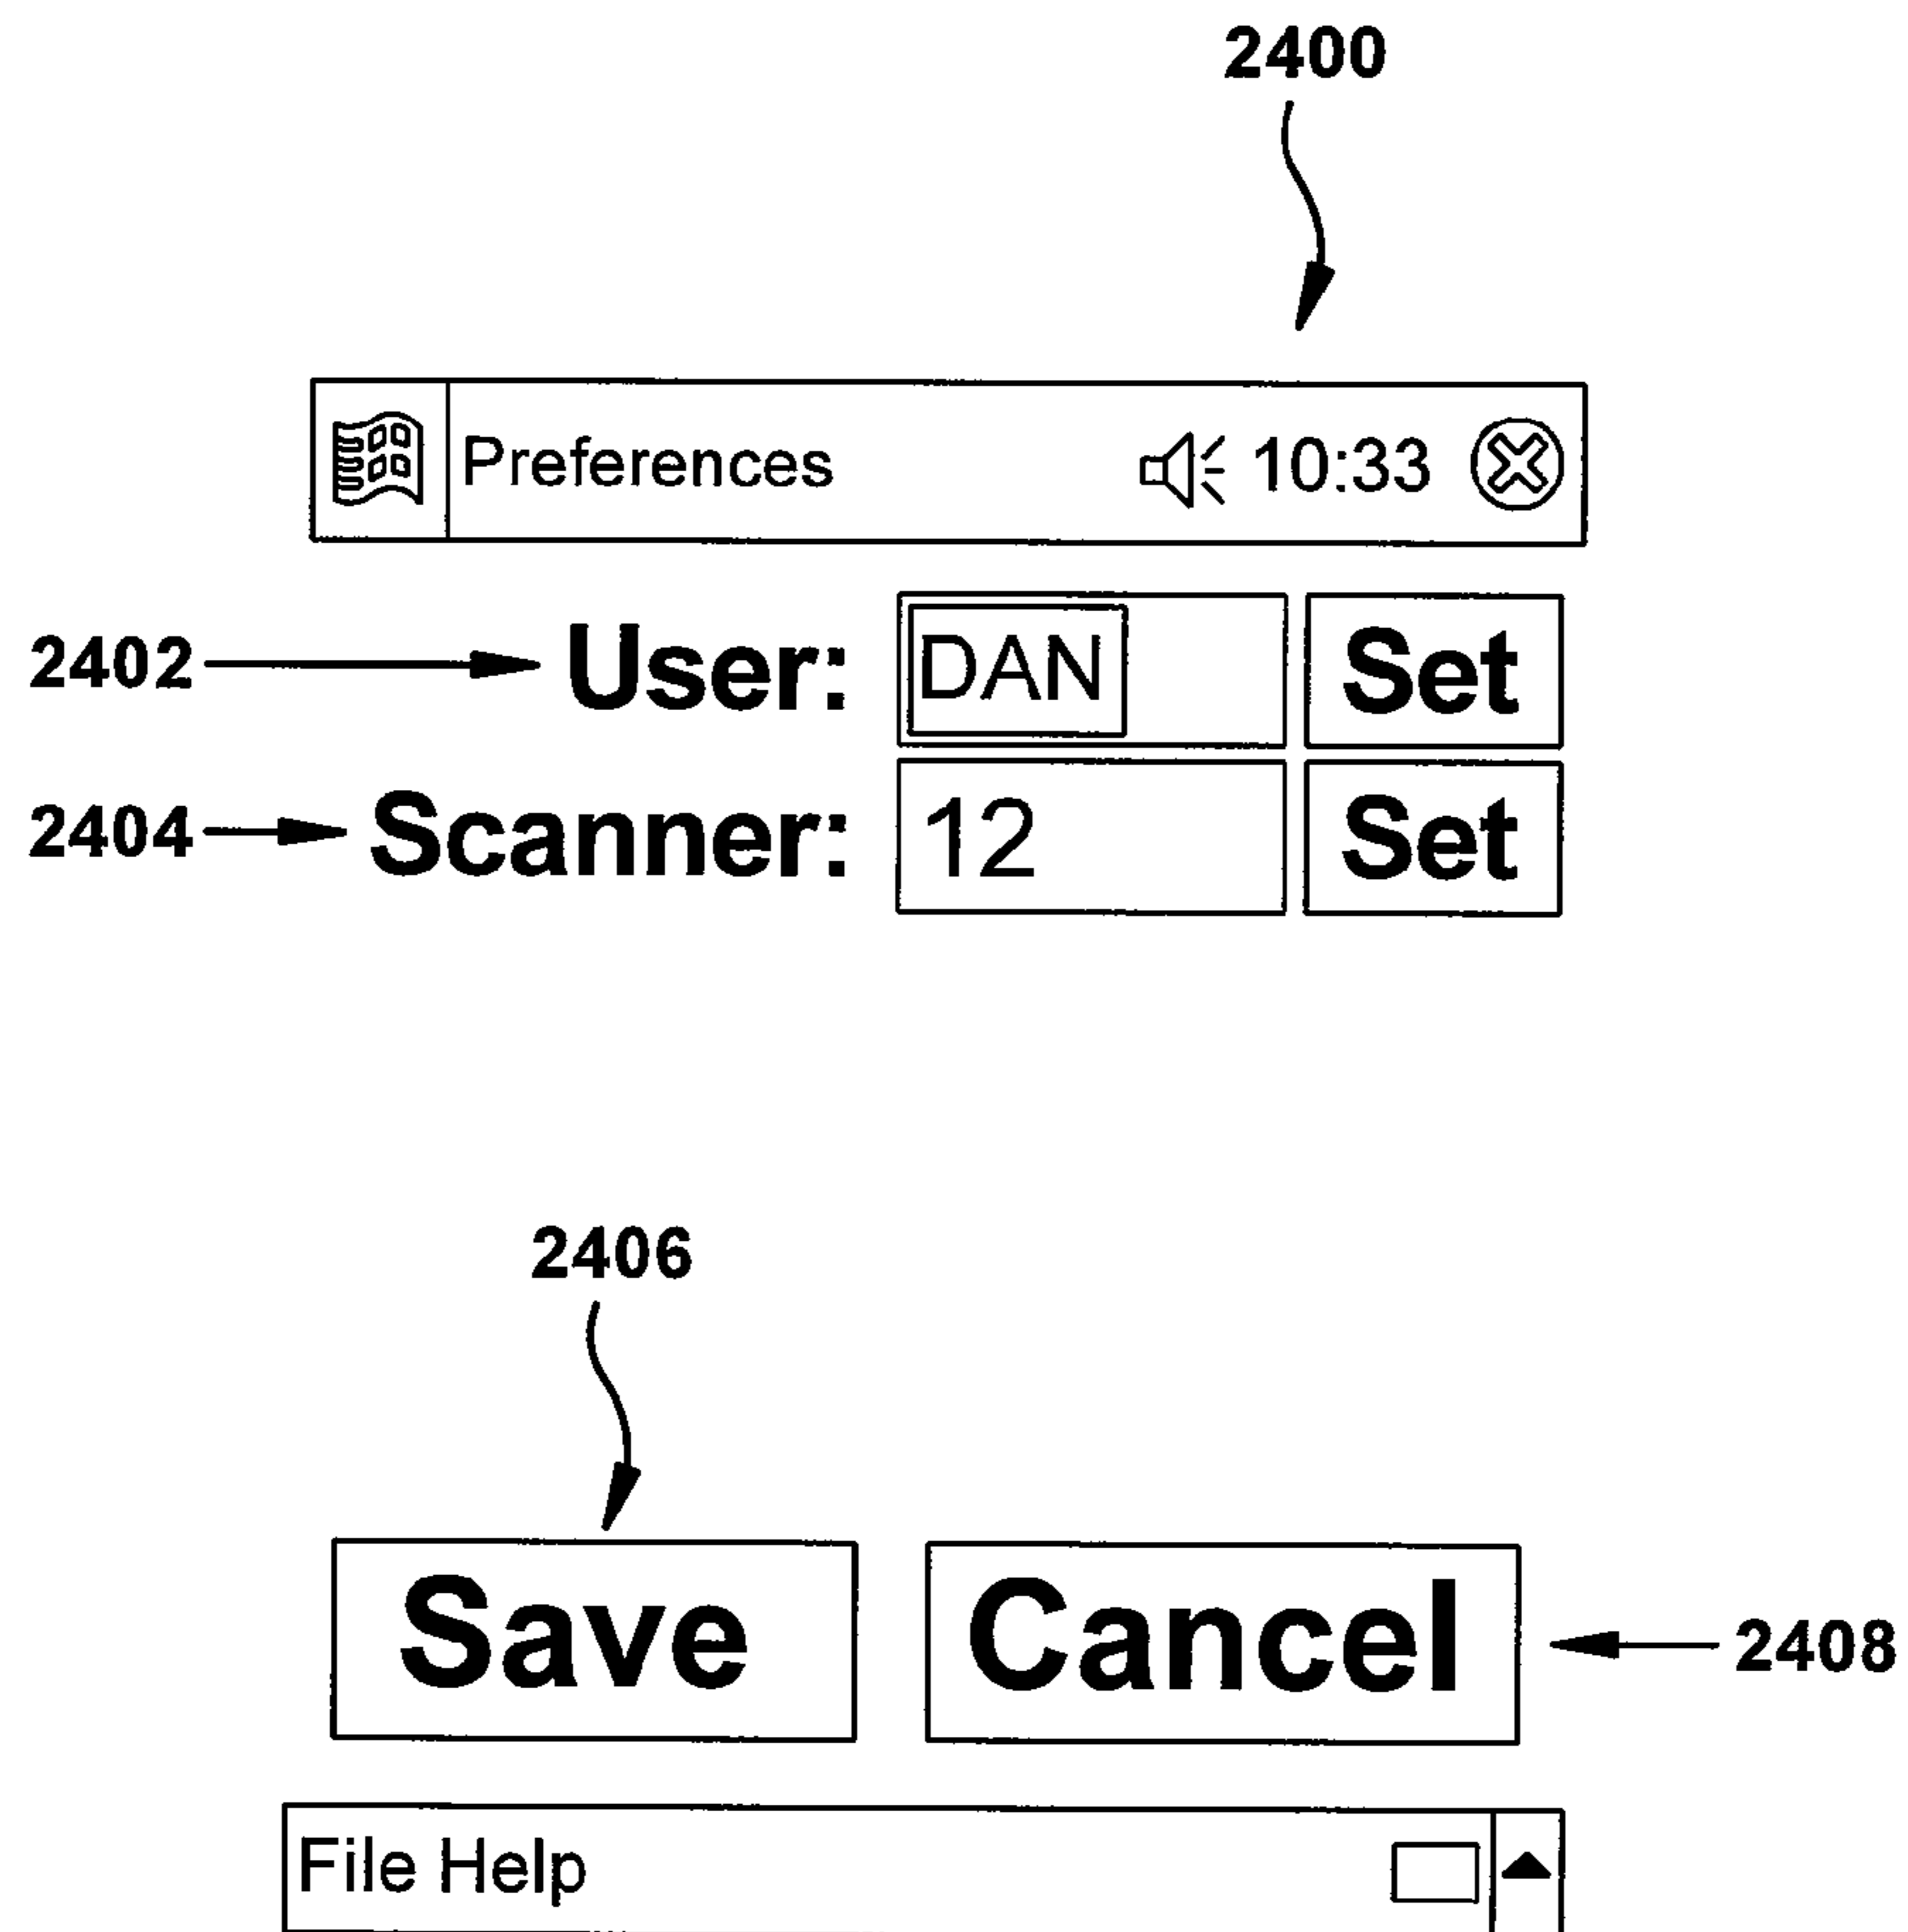 2400
Preferences 10:33
2402 User: DAN Set
2404 Scanner: 12 Set
2406
Save Cancel 2408
File Help